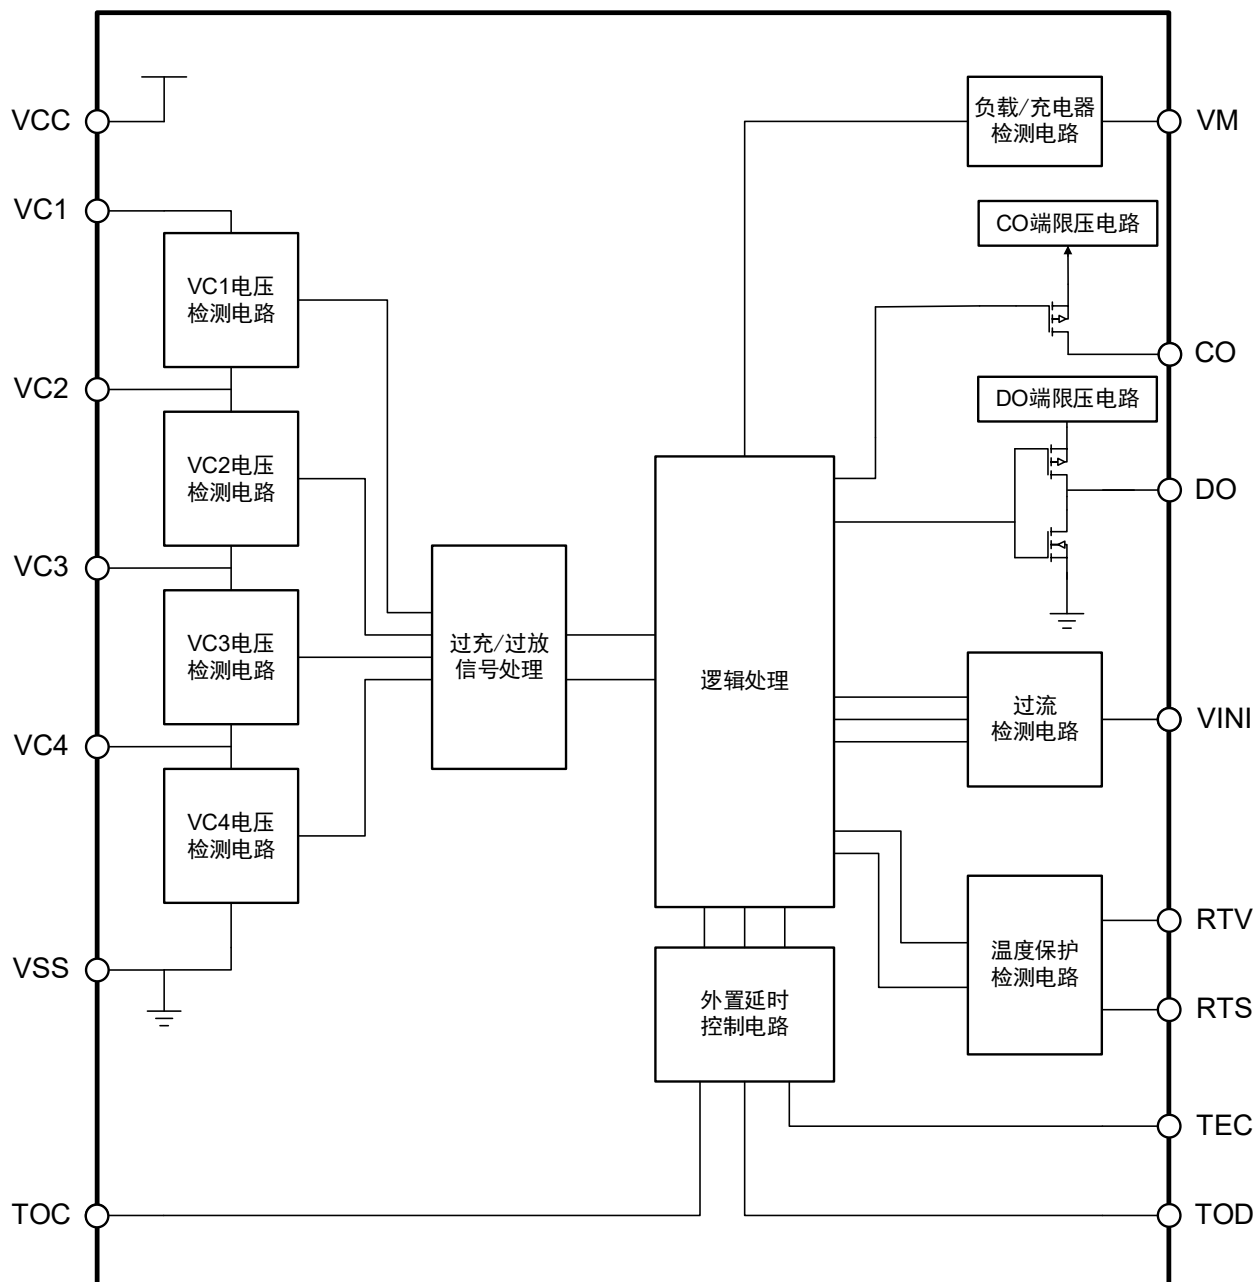 VCC
VC1
VC1电压
检测电路
VC2
VC2电压
检测电路
VC3
VC3电压
检测电路
VC4
VC4电压
检测电路
VSS
TOC
过充/过放
信号处理
逻辑处理
外置延时
控制电路
负载/充电器
检测电路
VM
CO端限压电路
CO
DO端限压电路
DO
过流
检测电路
VINI
温度保护
检测电路
RTV
RTS
TEC
TOD